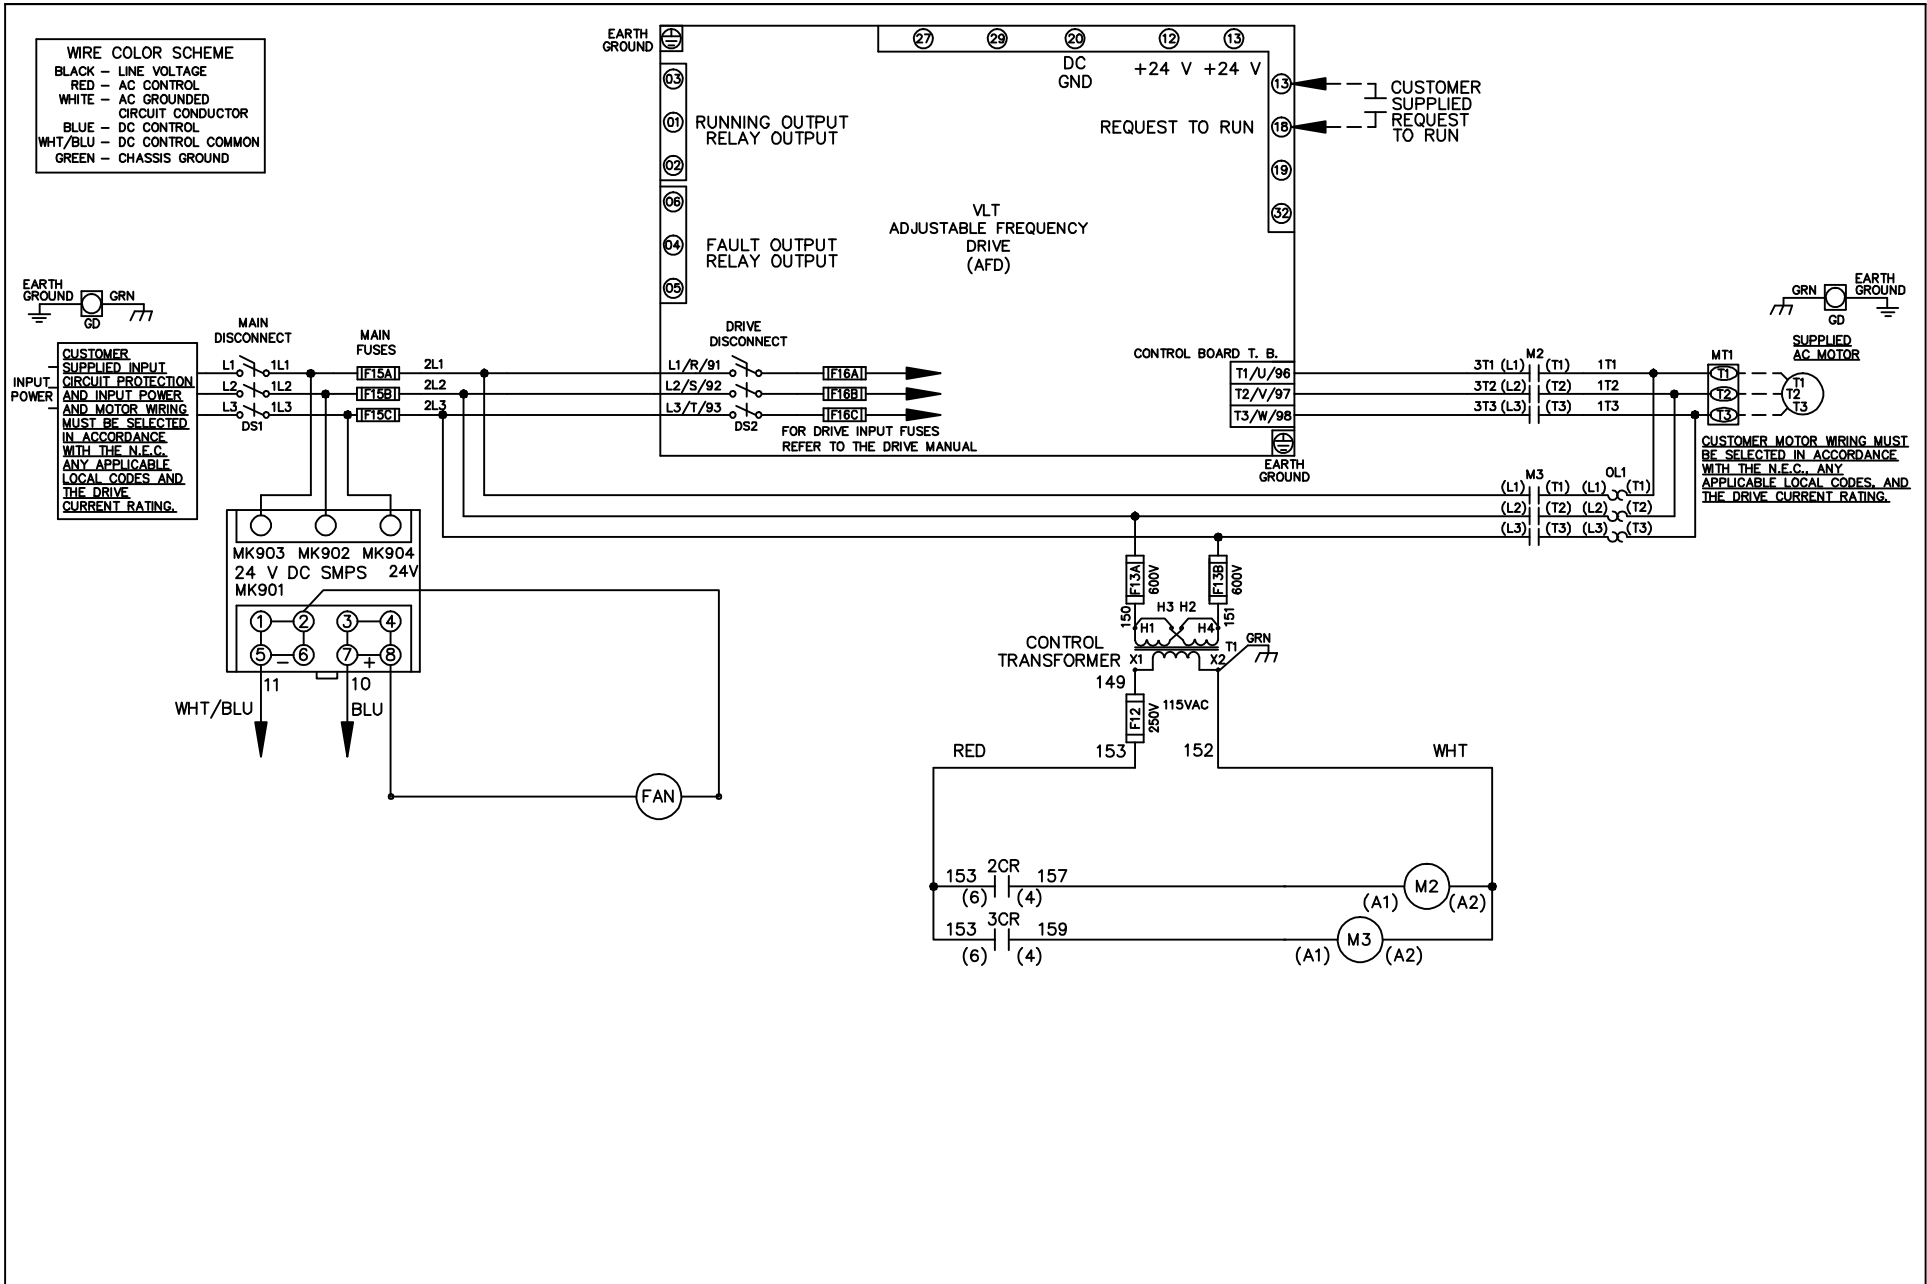 WIRE COLOR SCHEME
BLACK – LINE VOLTAGE
RED – AC CONTROL
WHITE – AC GROUNDED
CIRCUIT CONDUCTOR
BLUE – DC CONTROL
WHT/BLU – DC CONTROL COMMON
GREEN – CHASSIS GROUND
EARTH
GROUND
03
01
02
RUNNING OUTPUT
RELAY OUTPUT
06
04
05
FAULT OUTPUT
RELAY OUTPUT
27 29 20 12 13
DC
GND
+24 V +24 V
13
REQUEST TO RUN 18
19
32
CUSTOMER
SUPPLIED
REQUEST
TO RUN
VLT
ADJUSTABLE FREQUENCY
DRIVE
(AFD)
EARTH
GROUND
GRN
GD
INPUT
POWER
CUSTOMER
SUPPLIED INPUT
CIRCUIT PROTECTION
AND INPUT POWER
AND MOTOR WIRING
MUST BE SELECTED
IN ACCORDANCE
WITH THE N.E.C.
ANY APPLICABLE
LOCAL CODES AND
THE DRIVE
CURRENT RATING.
MAIN
DISCONNECT
L1 1L1
L2 1L2
L3 1L3
DS1
MAIN
FUSES
F15A 2L1
F15B 2L2
F15C 2L3
DRIVE
DISCONNECT
L1/R/91 F16A
L2/S/92 F16B
L3/T/93 F16C
DS2
FOR DRIVE INPUT FUSES
REFER TO THE DRIVE MANUAL
CONTROL BOARD T. B.
T1/U/96
T2/V/97
T3/W/98
EARTH
GROUND
M2
3T1 (L1) (T1) 1T1
3T2 (L2) (T2) 1T2
3T3 (L3) (T3) 1T3
MT1
T1
T2
T3
GRN
GD
EARTH
GROUND
SUPPLIED
AC MOTOR
T1
T2
T3
CUSTOMER MOTOR WIRING MUST
BE SELECTED IN ACCORDANCE
WITH THE N.E.C., ANY
APPLICABLE LOCAL CODES, AND
THE DRIVE CURRENT RATING.
M3 OL1
(L1) (T1) (L1) (T1)
(L2) (T2) (L2) (T2)
(L3) (T3) (L3) (T3)
MK903 MK902 MK904
24 V DC SMPS 24V
MK901
1 2 3 4
5 – 6 7 + 8
11 10
WHT/BLU BLU
FAN
F13A 600V
F13B 600V
150 H3 H2 151
H1 H4
CONTROL
TRANSFORMER
X1 X2 T1 GRN
149
F12 250V 115VAC
RED 153 152 WHT
2CR
153 157
(6) (4)
M2
(A1) (A2)
3CR
153 159
(6) (4)
M3
(A1) (A2)